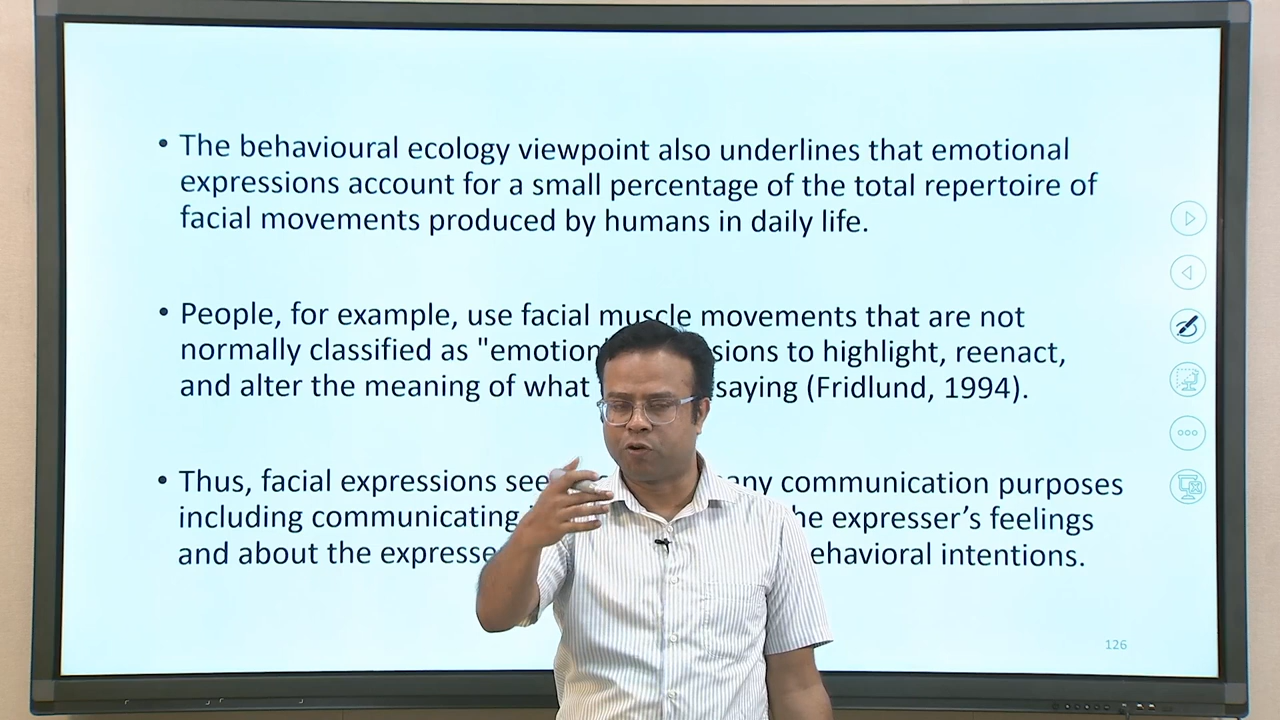 • The behavioural ecology viewpoint also underlines that emotional
expressions account for a small percentage of the total repertoire of
facial movements produced by humans in daily life.
• People, for example, use facial muscle movements that are not
normally classified as "emotion sions to highlight, reenact,
and alter the meaning of what saying (Fridlund, 1994).
• Thus, facial expressions see any communication purposes
including communicating he expresser's feelings
and about the expresse ehavioral intentions.
126